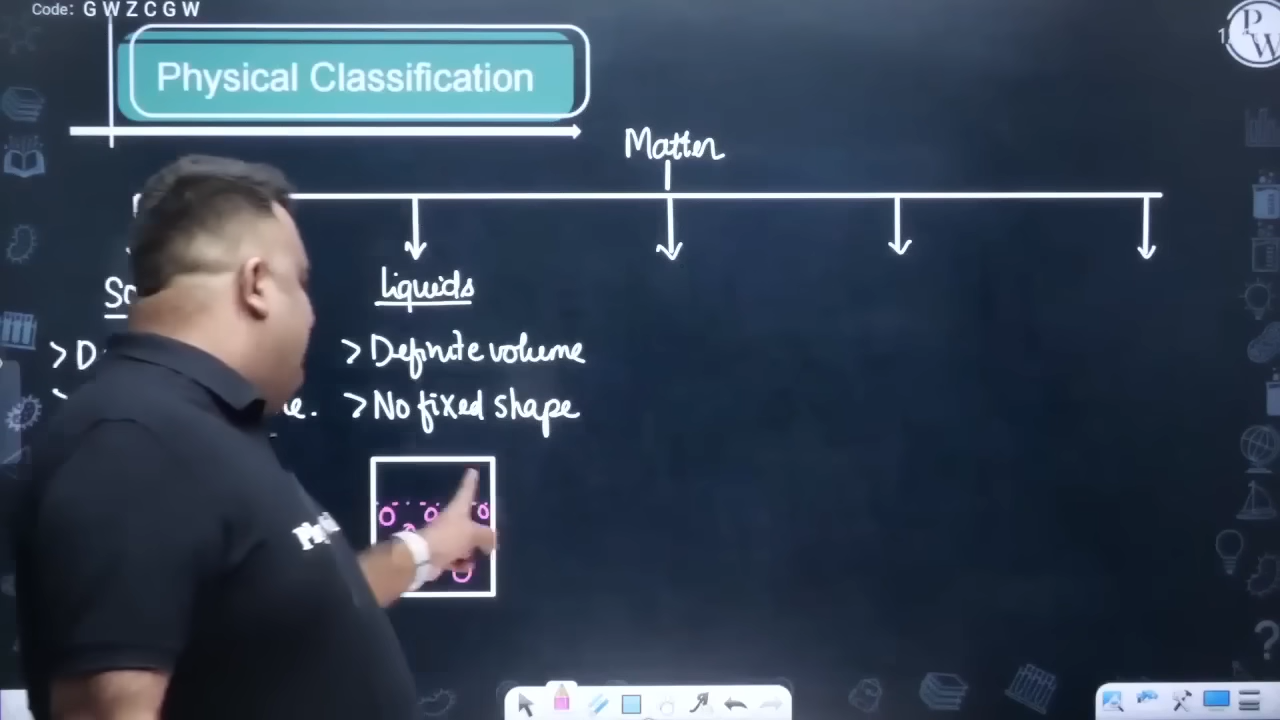 Code: G W Z C G W
P
W
Physical Classification
Matter
Liquids
> Definite volume
> No fixed shape